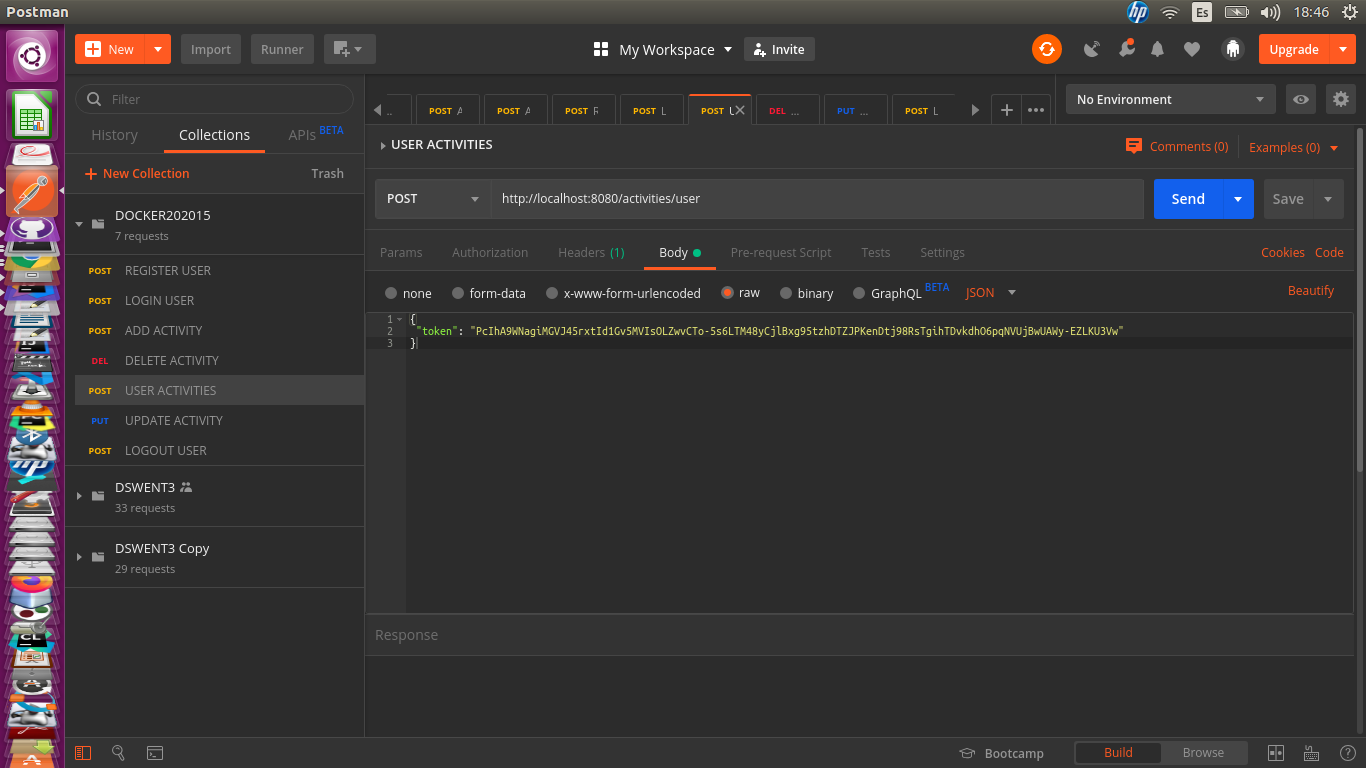 Postman
Es
18:46
New
Import
Runner
My Workspace
Invite
Upgrade
Filter
History
Collections
APIs BETA
New Collection
Trash
DOCKER202015
7 requests
POST REGISTER USER
POST LOGIN USER
POST ADD ACTIVITY
DEL DELETE ACTIVITY
POST USER ACTIVITIES
PUT UPDATE ACTIVITY
POST LOGOUT USER
DSWENT3
33 requests
DSWENT3 Copy
29 requests
POST
POST
POST R
POST L
POST
DEL ...
PUT ...
POST L
No Environment
USER ACTIVITIES
Comments (0)
Examples (0)
POST
http://localhost:8080/activities/user
Send
Save
Params
Authorization
Headers (1)
Body
Pre-request Script
Tests
Settings
Cookies
Code
none
form-data
x-www-form-urlencoded
raw
binary
GraphQL BETA
JSON
Beautify
1 {
2 "token": "PcIhA9WNagiMGVJ45rxtId1Gv5MVIsOLZwvCTo-5s6LTM48yCjlBxg95tzhDTZJPKenDtj98RsTgihTDvkdhO6pqNVUjBwUAWy-EZLKU3Vw"
3 }
Response
Bootcamp
Build
Browse